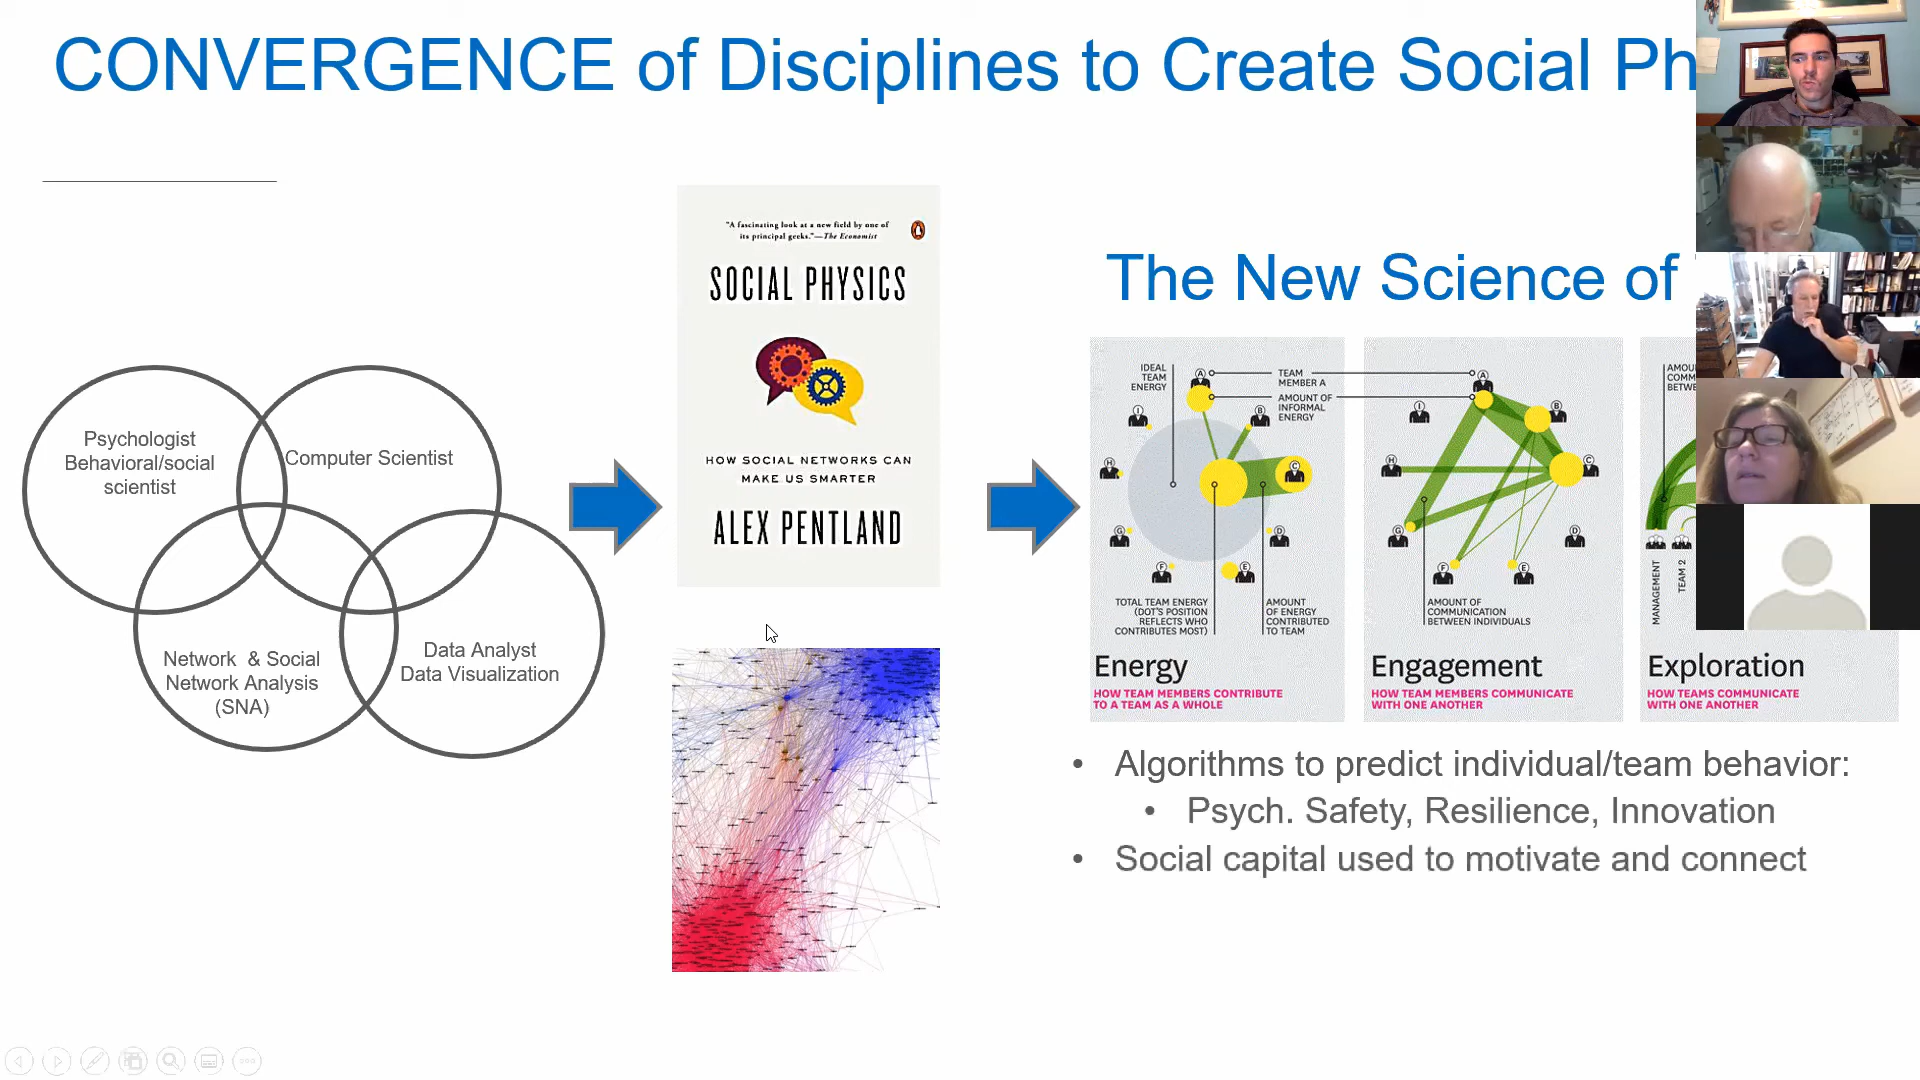 CONVERGENCE of Disciplines to Create Social Ph
Psychologist
Behavioral/social
scientist
Computer Scientist
Network & Social
Network Analysis
(SNA)
Data Analyst
Data Visualization
"A fascinating look at a new field by one of
its principal geeks."—The Economist
SOCIAL PHYSICS
HOW SOCIAL NETWORKS CAN
MAKE US SMARTER
ALEX PENTLAND
The New Science of
IDEAL
TEAM
ENERGY
A
TEAM
MEMBER A
AMOUNT OF
INFORMAL
ENERGY
I
B
H
C
G
D
F
E
TOTAL TEAM ENERGY
(DOT'S POSITION
REFLECTS WHO
CONTRIBUTES MOST)
AMOUNT
OF ENERGY
CONTRIBUTED
TO TEAM
Energy
HOW TEAM MEMBERS CONTRIBUTE
TO A TEAM AS A WHOLE
A
I
B
H
C
G
D
F
E
AMOUNT OF
COMMUNICATION
BETWEEN INDIVIDUALS
Engagement
HOW TEAM MEMBERS COMMUNICATE
WITH ONE ANOTHER
AMOU
COMM
BETWE
MANAGEMENT
TEAM 2
Exploration
HOW TEAMS COMMUNICATE
WITH ONE ANOTHER
• Algorithms to predict individual/team behavior:
• Psych. Safety, Resilience, Innovation
• Social capital used to motivate and connect